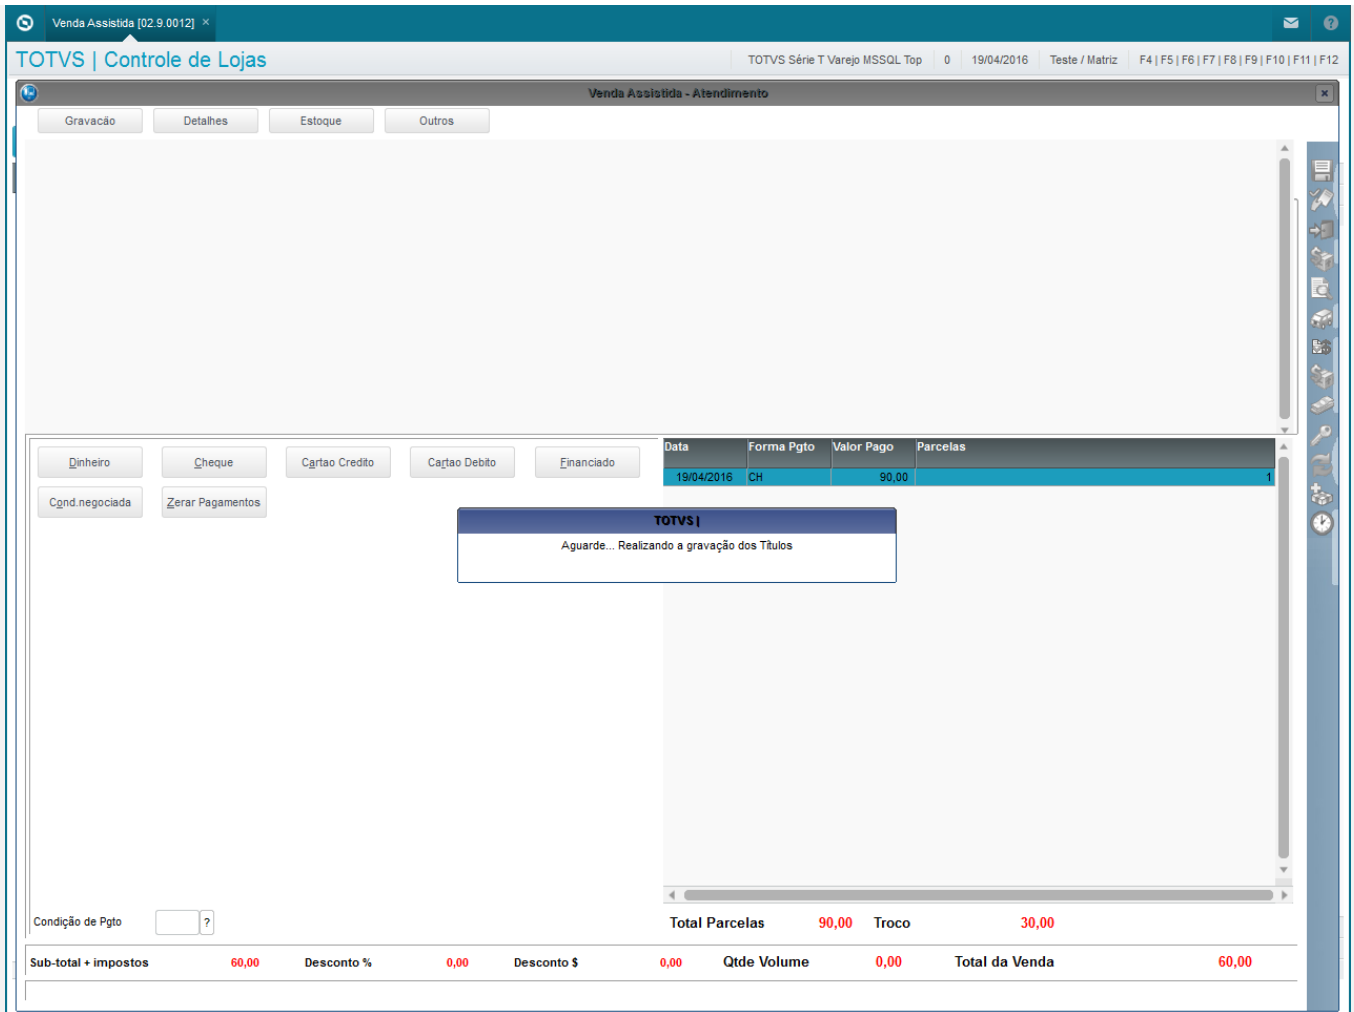 Venda Assistida [02.9.0012] ×
TOTVS | Controle de Lojas
TOTVS Série T Varejo MSSQL Top 0 19/04/2016 Teste / Matriz F4 | F5 | F6 | F7 | F8 | F9 | F10 | F11 | F12
Venda Assistida - Atendimento
Gravacão Detalhes Estoque Outros
Data Forma Pgto Valor Pago Parcelas
19/04/2016 CH 90,00 1
Dinheiro Cheque Cartao Credito Cartao Debito Financiado
Cond.negociada Zerar Pagamentos
TOTVS |
Aguarde... Realizando a gravação dos Títulos
Condição de Pgto ?
Total Parcelas 90,00 Troco 30,00
Sub-total + impostos 60,00 Desconto % 0,00 Desconto $ 0,00 Qtde Volume 0,00 Total da Venda 60,00